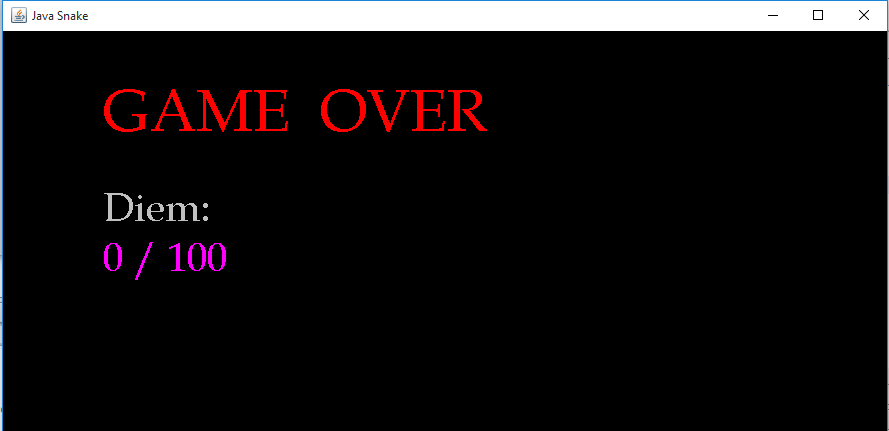 Java Snake
GAME OVER
Diem:
0 / 100